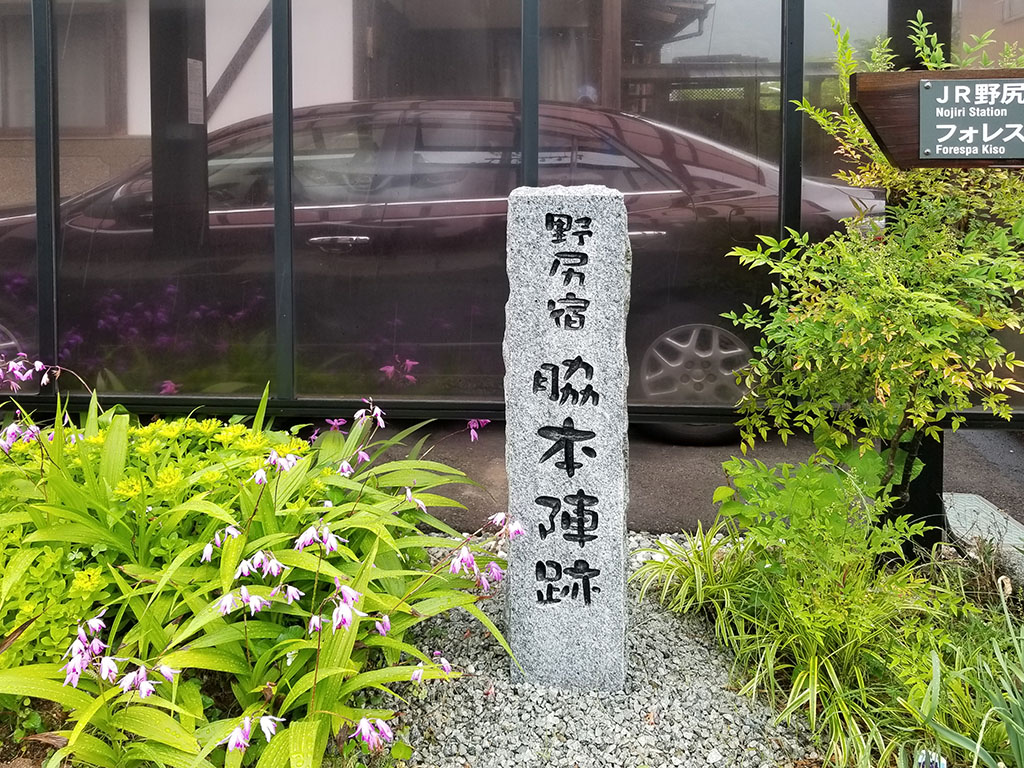 野尻宿
脇本陣跡
JR野尻
Nojiri Station
フォレス
Forespa Kiso